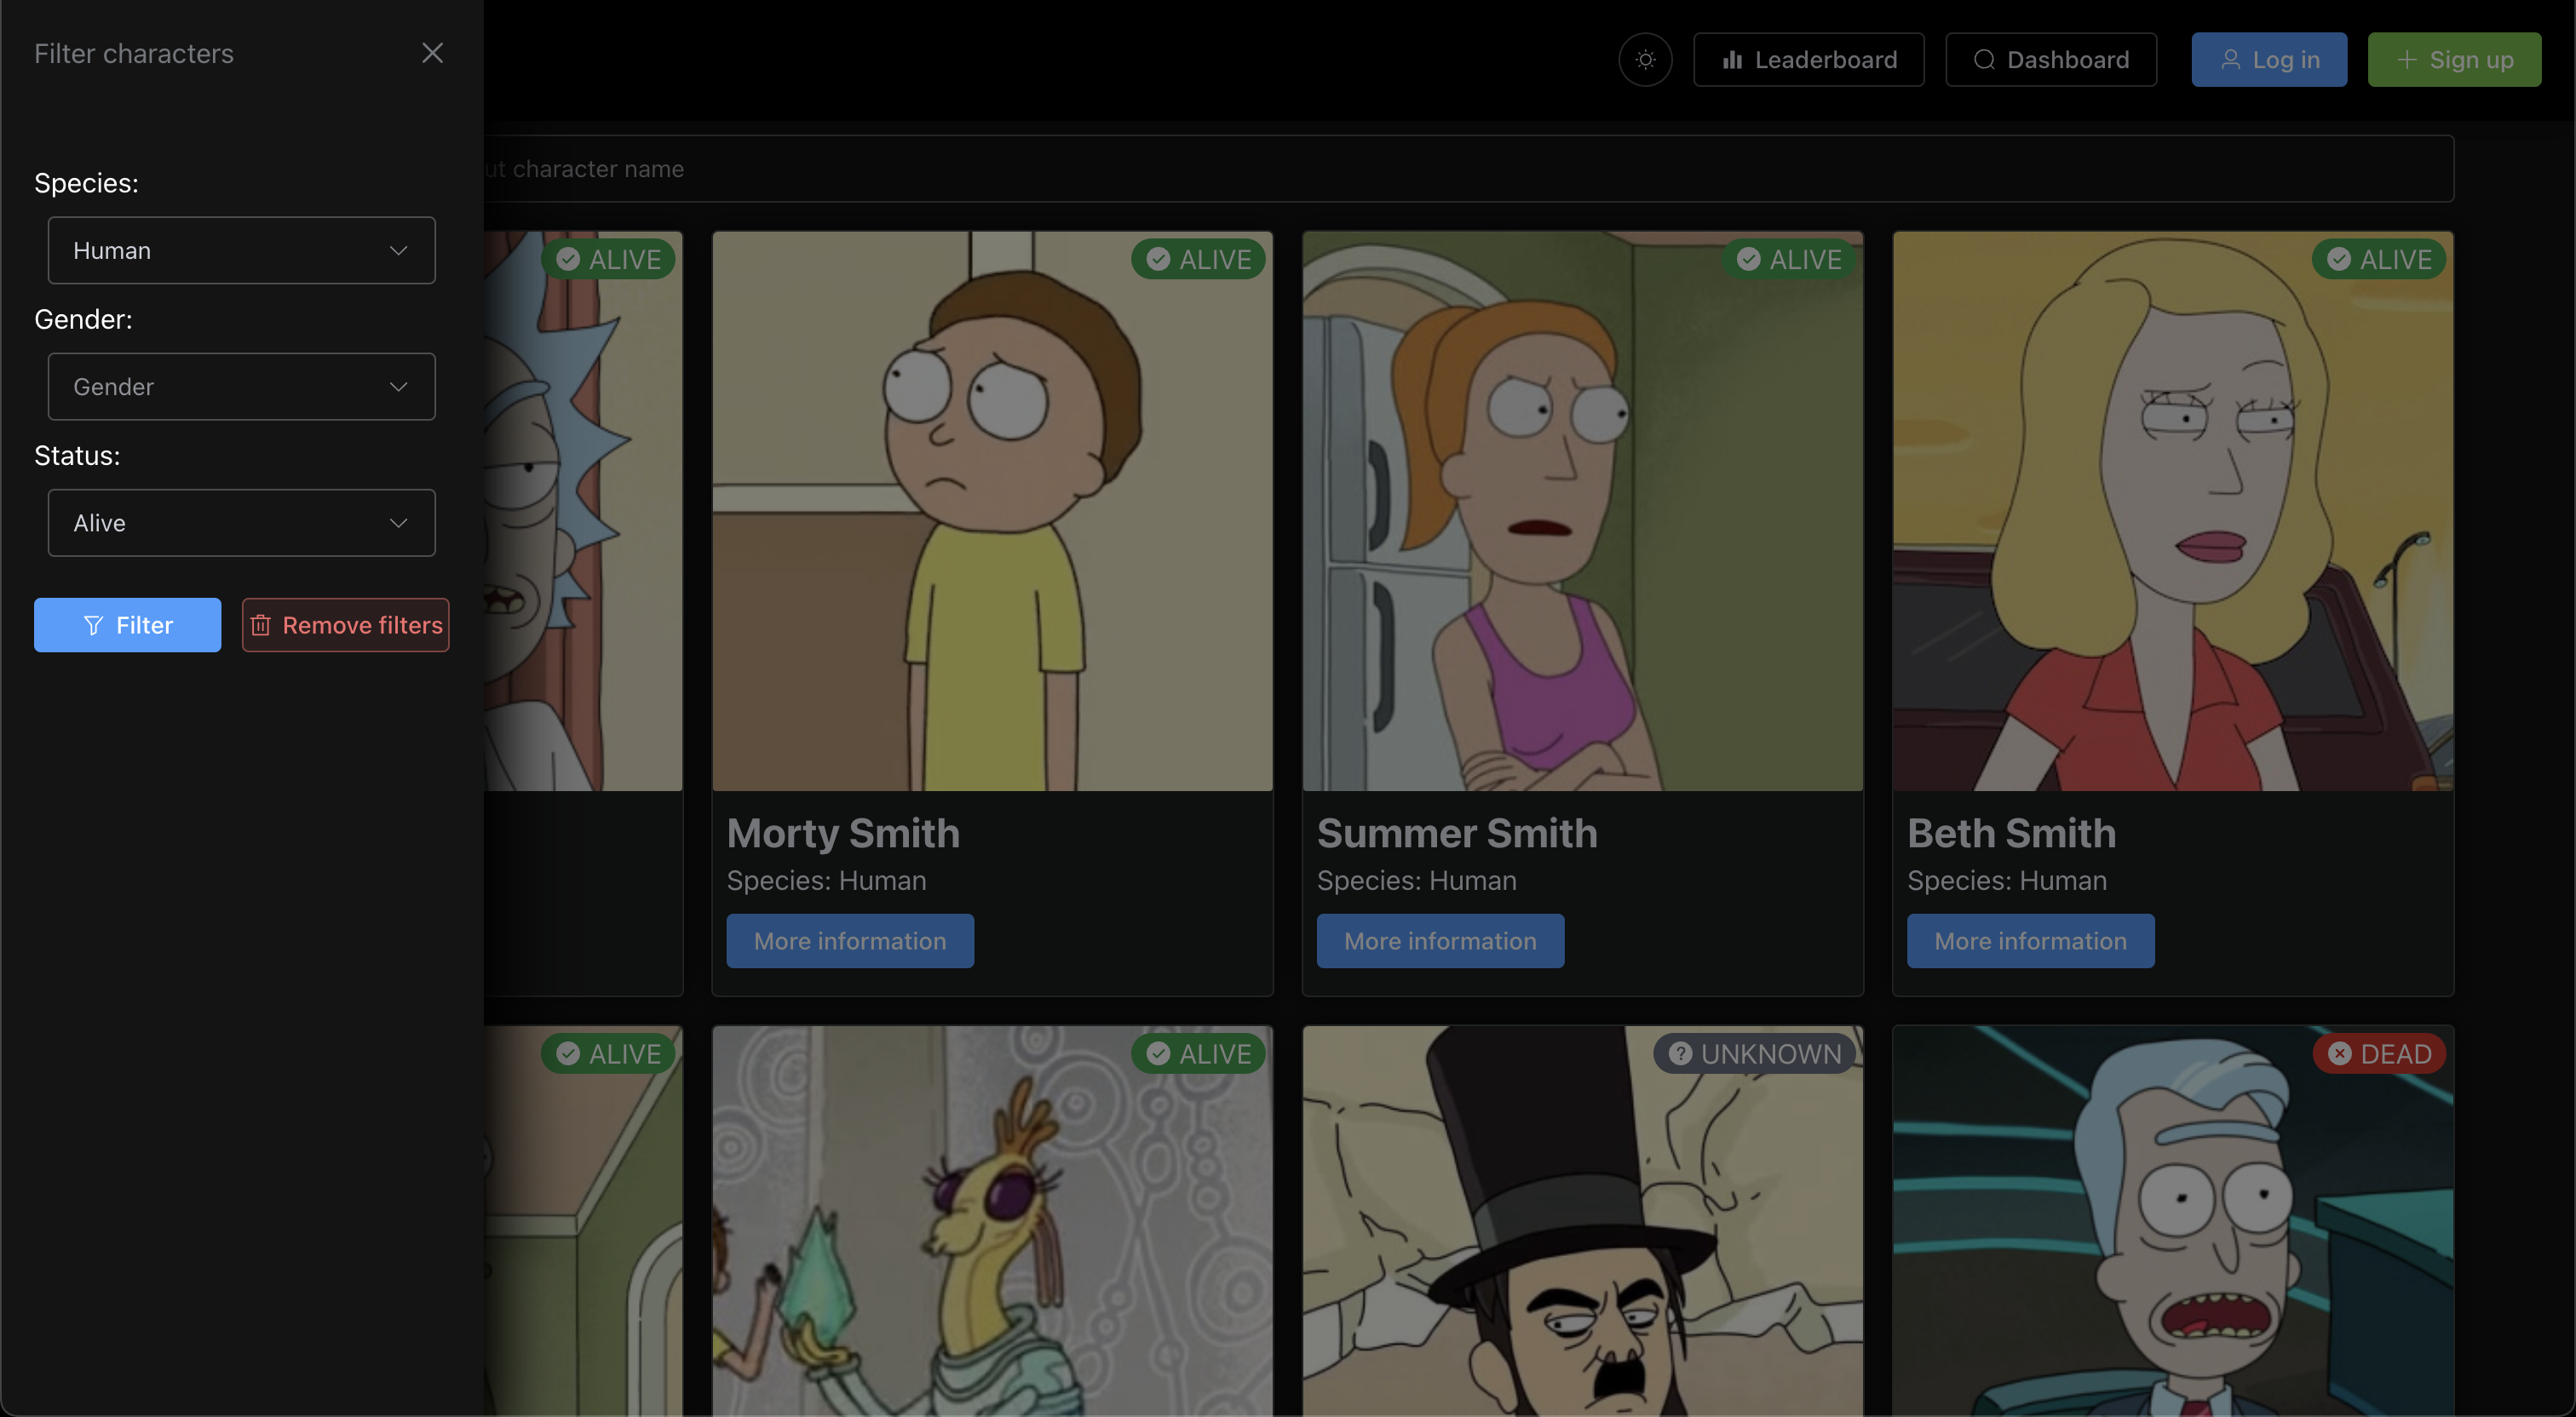 Filter characters
Leaderboard
Dashboard
Log in
Sign up
character name
Species:
Human
Gender:
Gender
Status:
Alive
Filter
Remove filters
ALIVE
ALIVE
ALIVE
ALIVE
Morty Smith
Species: Human
More information
Summer Smith
Species: Human
More information
Beth Smith
Species: Human
More information
ALIVE
ALIVE
UNKNOWN
DEAD